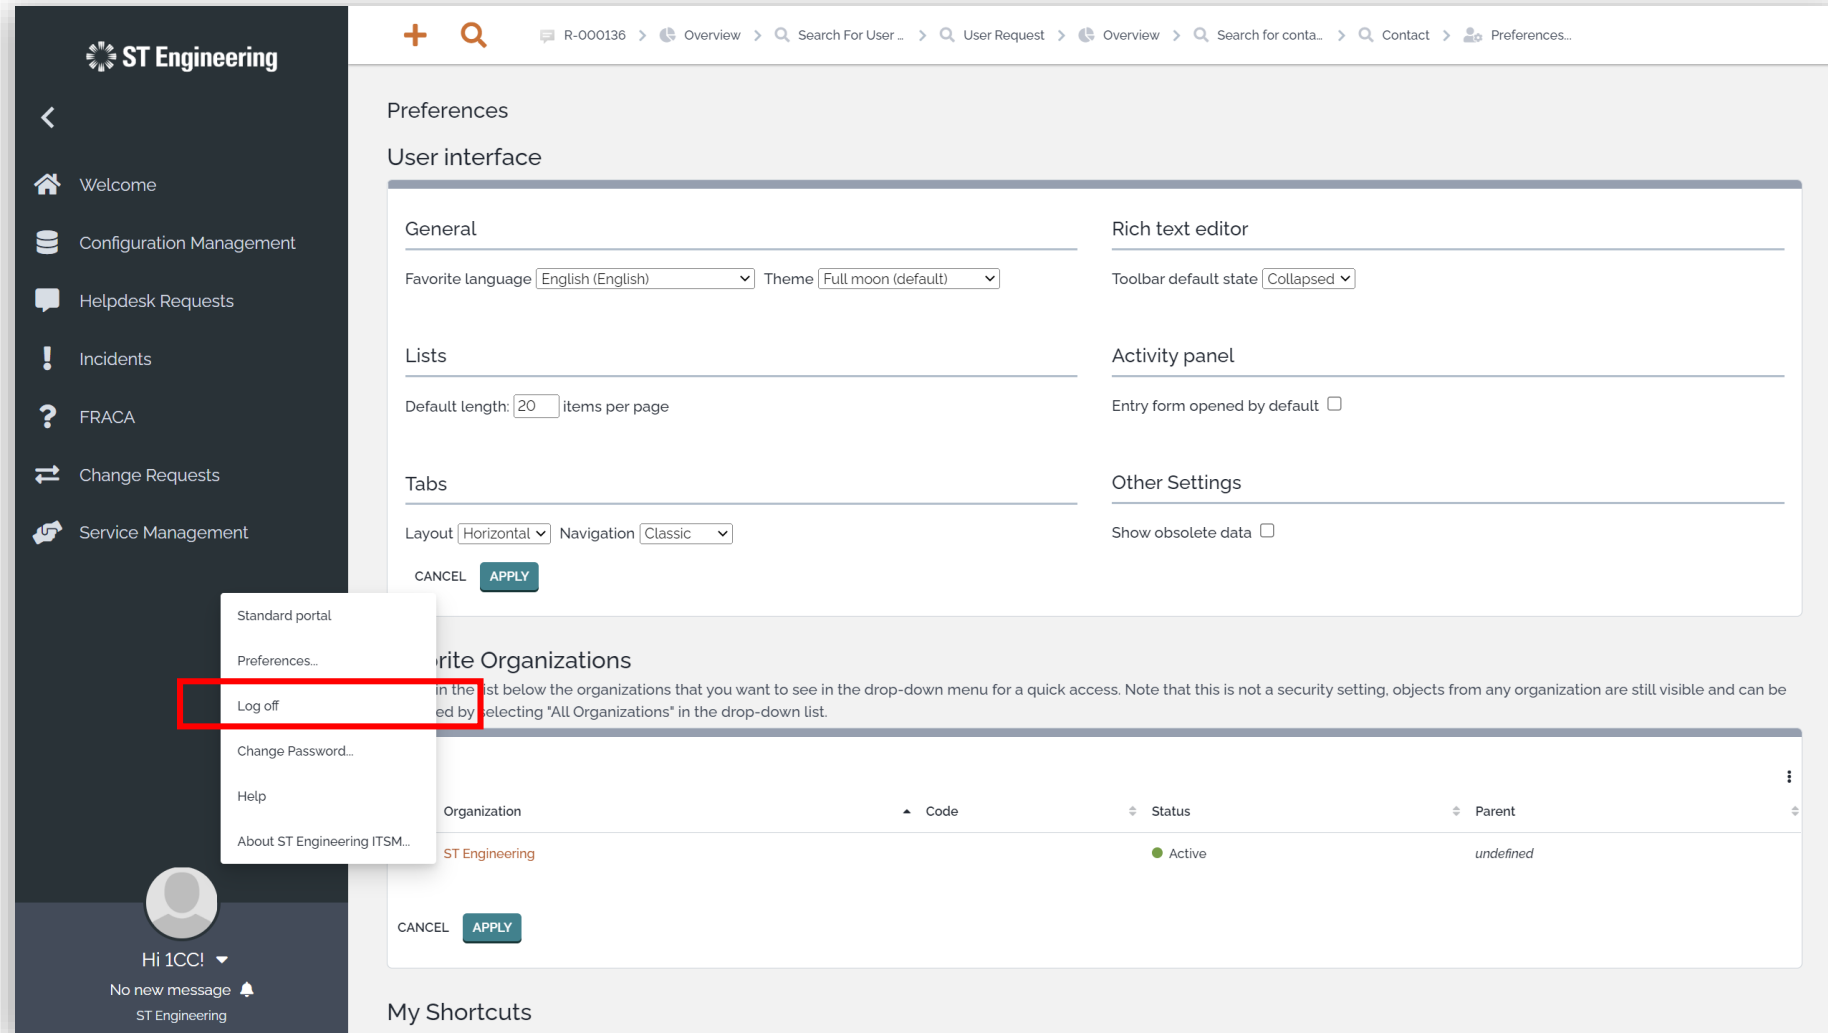 ST Engineering
R-000136
Overview
Search For User ...
User Request
Overview
Search for conta...
Contact
Preferences...
Welcome
Configuration Management
Helpdesk Requests
Incidents
FRACA
Change Requests
Service Management
Standard portal
Preferences...
Log off
Change Password...
Help
About ST Engineering ITSM...
Hi 1CC!
No new message
ST Engineering
Preferences
User interface
General
Favorite language English (English) Theme Full moon (default)
Rich text editor
Toolbar default state Collapsed
Lists
Default length: 20 items per page
Activity panel
Entry form opened by default
Tabs
Layout Horizontal Navigation Classic
Other Settings
Show obsolete data
CANCEL APPLY
rite Organizations
in the list below the organizations that you want to see in the drop-down menu for a quick access. Note that this is not a security setting, objects from any organization are still visible and can be
ed by selecting "All Organizations" in the drop-down list.
Organization Code Status Parent
ST Engineering Active undefined
CANCEL APPLY
My Shortcuts